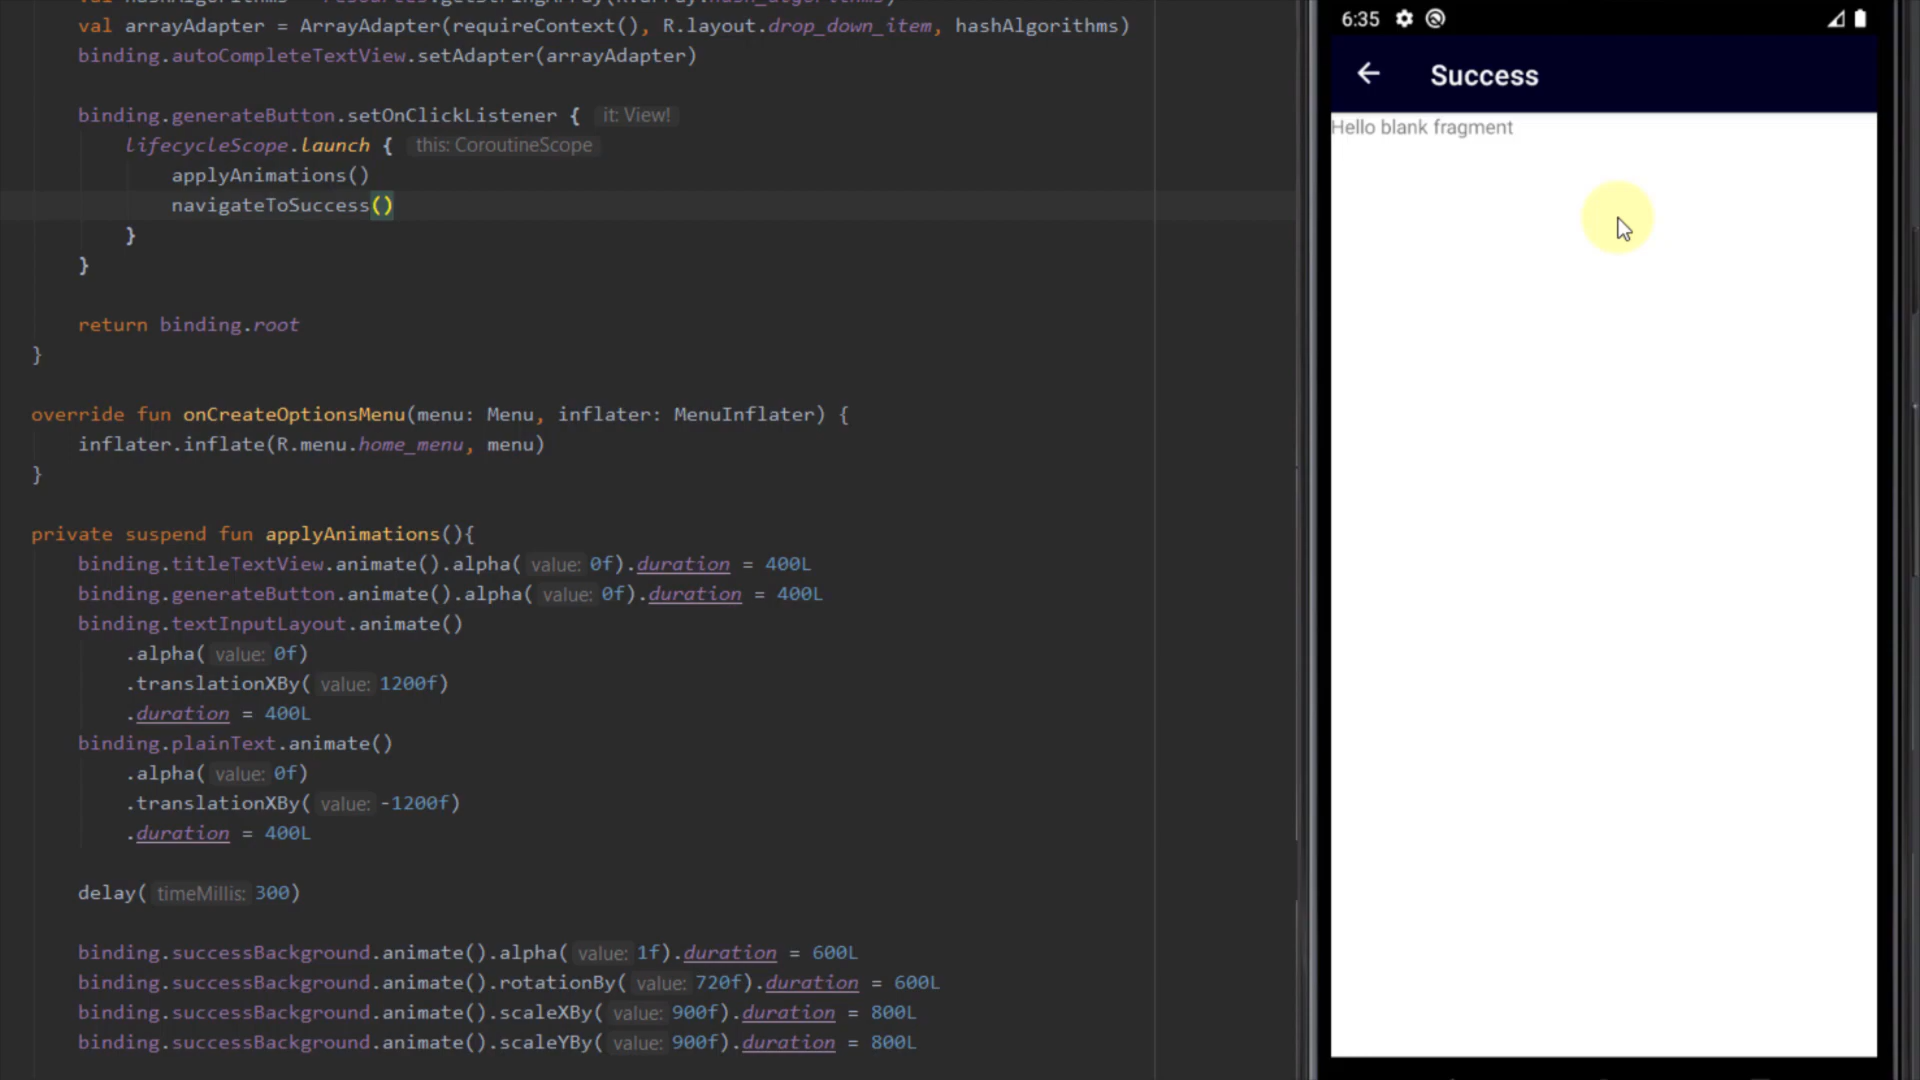 val hashAlgorithms = resources.getStringArray(R.array.hash_algorithms)
val arrayAdapter = ArrayAdapter(requireContext(), R.layout.drop_down_item, hashAlgorithms)
binding.autoCompleteTextView.setAdapter(arrayAdapter)
binding.generateButton.setOnClickListener { it: View!
lifecycleScope.launch { this: CoroutineScope
applyAnimations()
navigateToSuccess()
}
}
return binding.root
}
override fun onCreateOptionsMenu(menu: Menu, inflater: MenuInflater) {
inflater.inflate(R.menu.home_menu, menu)
}
private suspend fun applyAnimations(){
binding.titleTextView.animate().alpha( value: 0f).duration = 400L
binding.generateButton.animate().alpha( value: 0f).duration = 400L
binding.textInputLayout.animate()
.alpha( value: 0f)
.translationXBy( value: 1200f)
.duration = 400L
binding.plainText.animate()
.alpha( value: 0f)
.translationXBy( value: -1200f)
.duration = 400L
delay( timeMillis: 300)
binding.successBackground.animate().alpha( value: 1f).duration = 600L
binding.successBackground.animate().rotationBy( value: 720f).duration = 600L
binding.successBackground.animate().scaleXBy( value: 900f).duration = 800L
binding.successBackground.animate().scaleYBy( value: 900f).duration = 800L
6:35
Success
Hello blank fragment